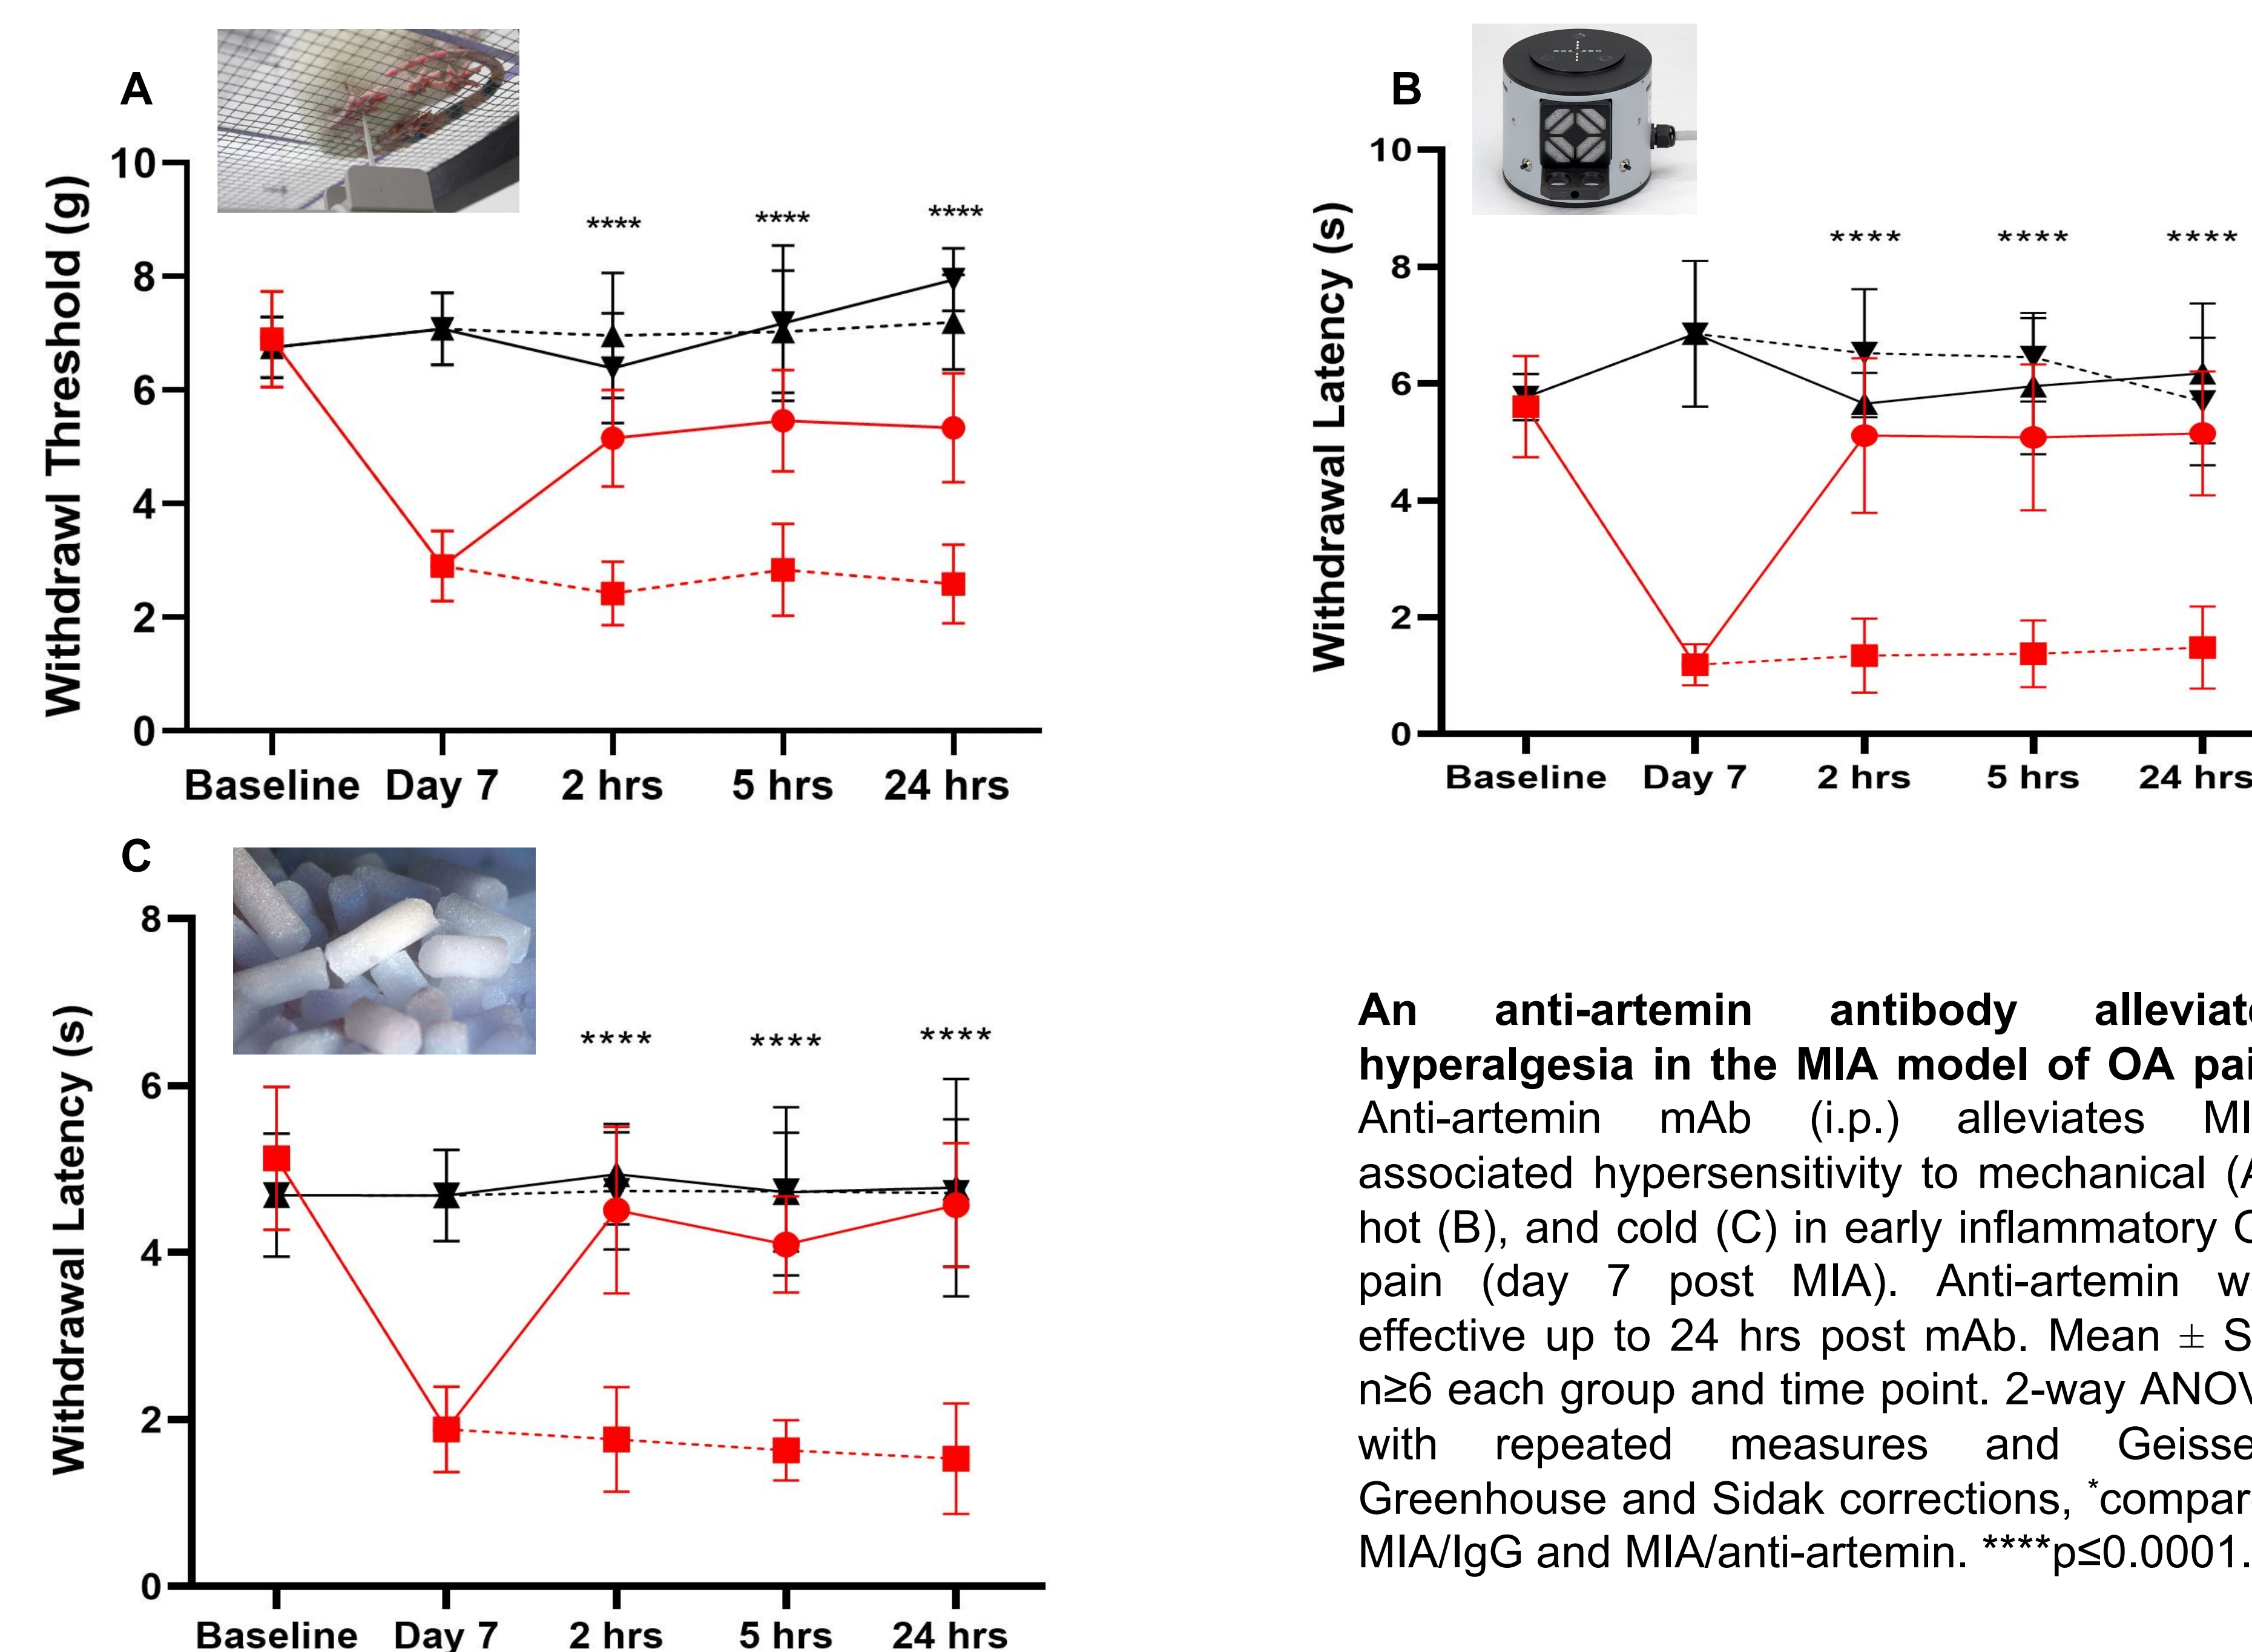 A
Withdrawl Threshold (g)
10
8
6
4
2
0
**** **** ****
Baseline Day 7 2 hrs 5 hrs 24 hrs
B
Withdrawal Latency (s)
10
8
6
4
2
0
**** **** ****
Baseline Day 7 2 hrs 5 hrs 24 hrs
C
Withdrawal Latency (s)
8
6
4
2
0
**** **** ****
Baseline Day 7 2 hrs 5 hrs 24 hrs
An anti-artemin antibody alleviate
hyperalgesia in the MIA model of OA pai
Anti-artemin mAb (i.p.) alleviates MI
associated hypersensitivity to mechanical (A
hot (B), and cold (C) in early inflammatory
pain (day 7 post MIA). Anti-artemin w
effective up to 24 hrs post mAb. Mean ± S
n≥6 each group and time point. 2-way ANOV
with repeated measures and Geisse
Greenhouse and Sidak corrections, *compar
MIA/IgG and MIA/anti-artemin. ****p≤0.0001.